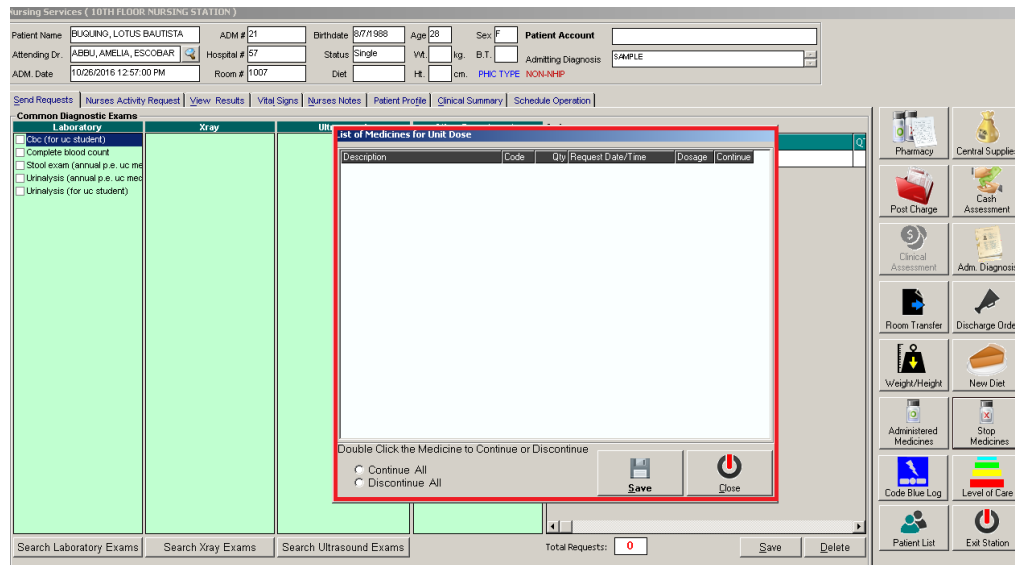 Nursing Services ( 10TH FLOOR NURSING STATION )
Patient Name BUQUING, LOTUS BAUTISTA ADM # 21 Birthdate 8/7/1988 Age 28 Sex F Patient Account
Attending Dr. ABBU, AMELIA, ESCOBAR Hospital # 57 Status Single Wt. kg. B.T. Admitting Diagnosis SAMPLE
ADM. Date 10/26/2016 12:57:00 PM Room # 1007 Diet Ht. cm. PHIC TYPE NON-NHIP
Send Requests Nurses Activity Request View Results Vital Signs Nurses Notes Patient Profile Clinical Summary Schedule Operation
Common Diagnostic Exams
Laboratory Xray
Cbc (for uc student)
Complete blood count
Stool exam (annual p.e. uc me
Urinalysis (annual p.e. uc med
Urinalysis (for uc student)
List of Medicines for Unit Dose
Description Code Qty Request Date/Time Dosage Continue
Double Click the Medicine to Continue or Discontinue
Continue All
Discontinue All
Save Close
Search Laboratory Exams Search Xray Exams Search Ultrasound Exams Total Requests: 0 Save Delete
Pharmacy Central Supplies
Post Charge Cash Assessment
Clinical Assessment Adm. Diagnosis
Room Transfer Discharge Orde
Weight/Height New Diet
Administered Medicines Stop Medicines
Code Blue Log Level of Care
Patient List Exit Station